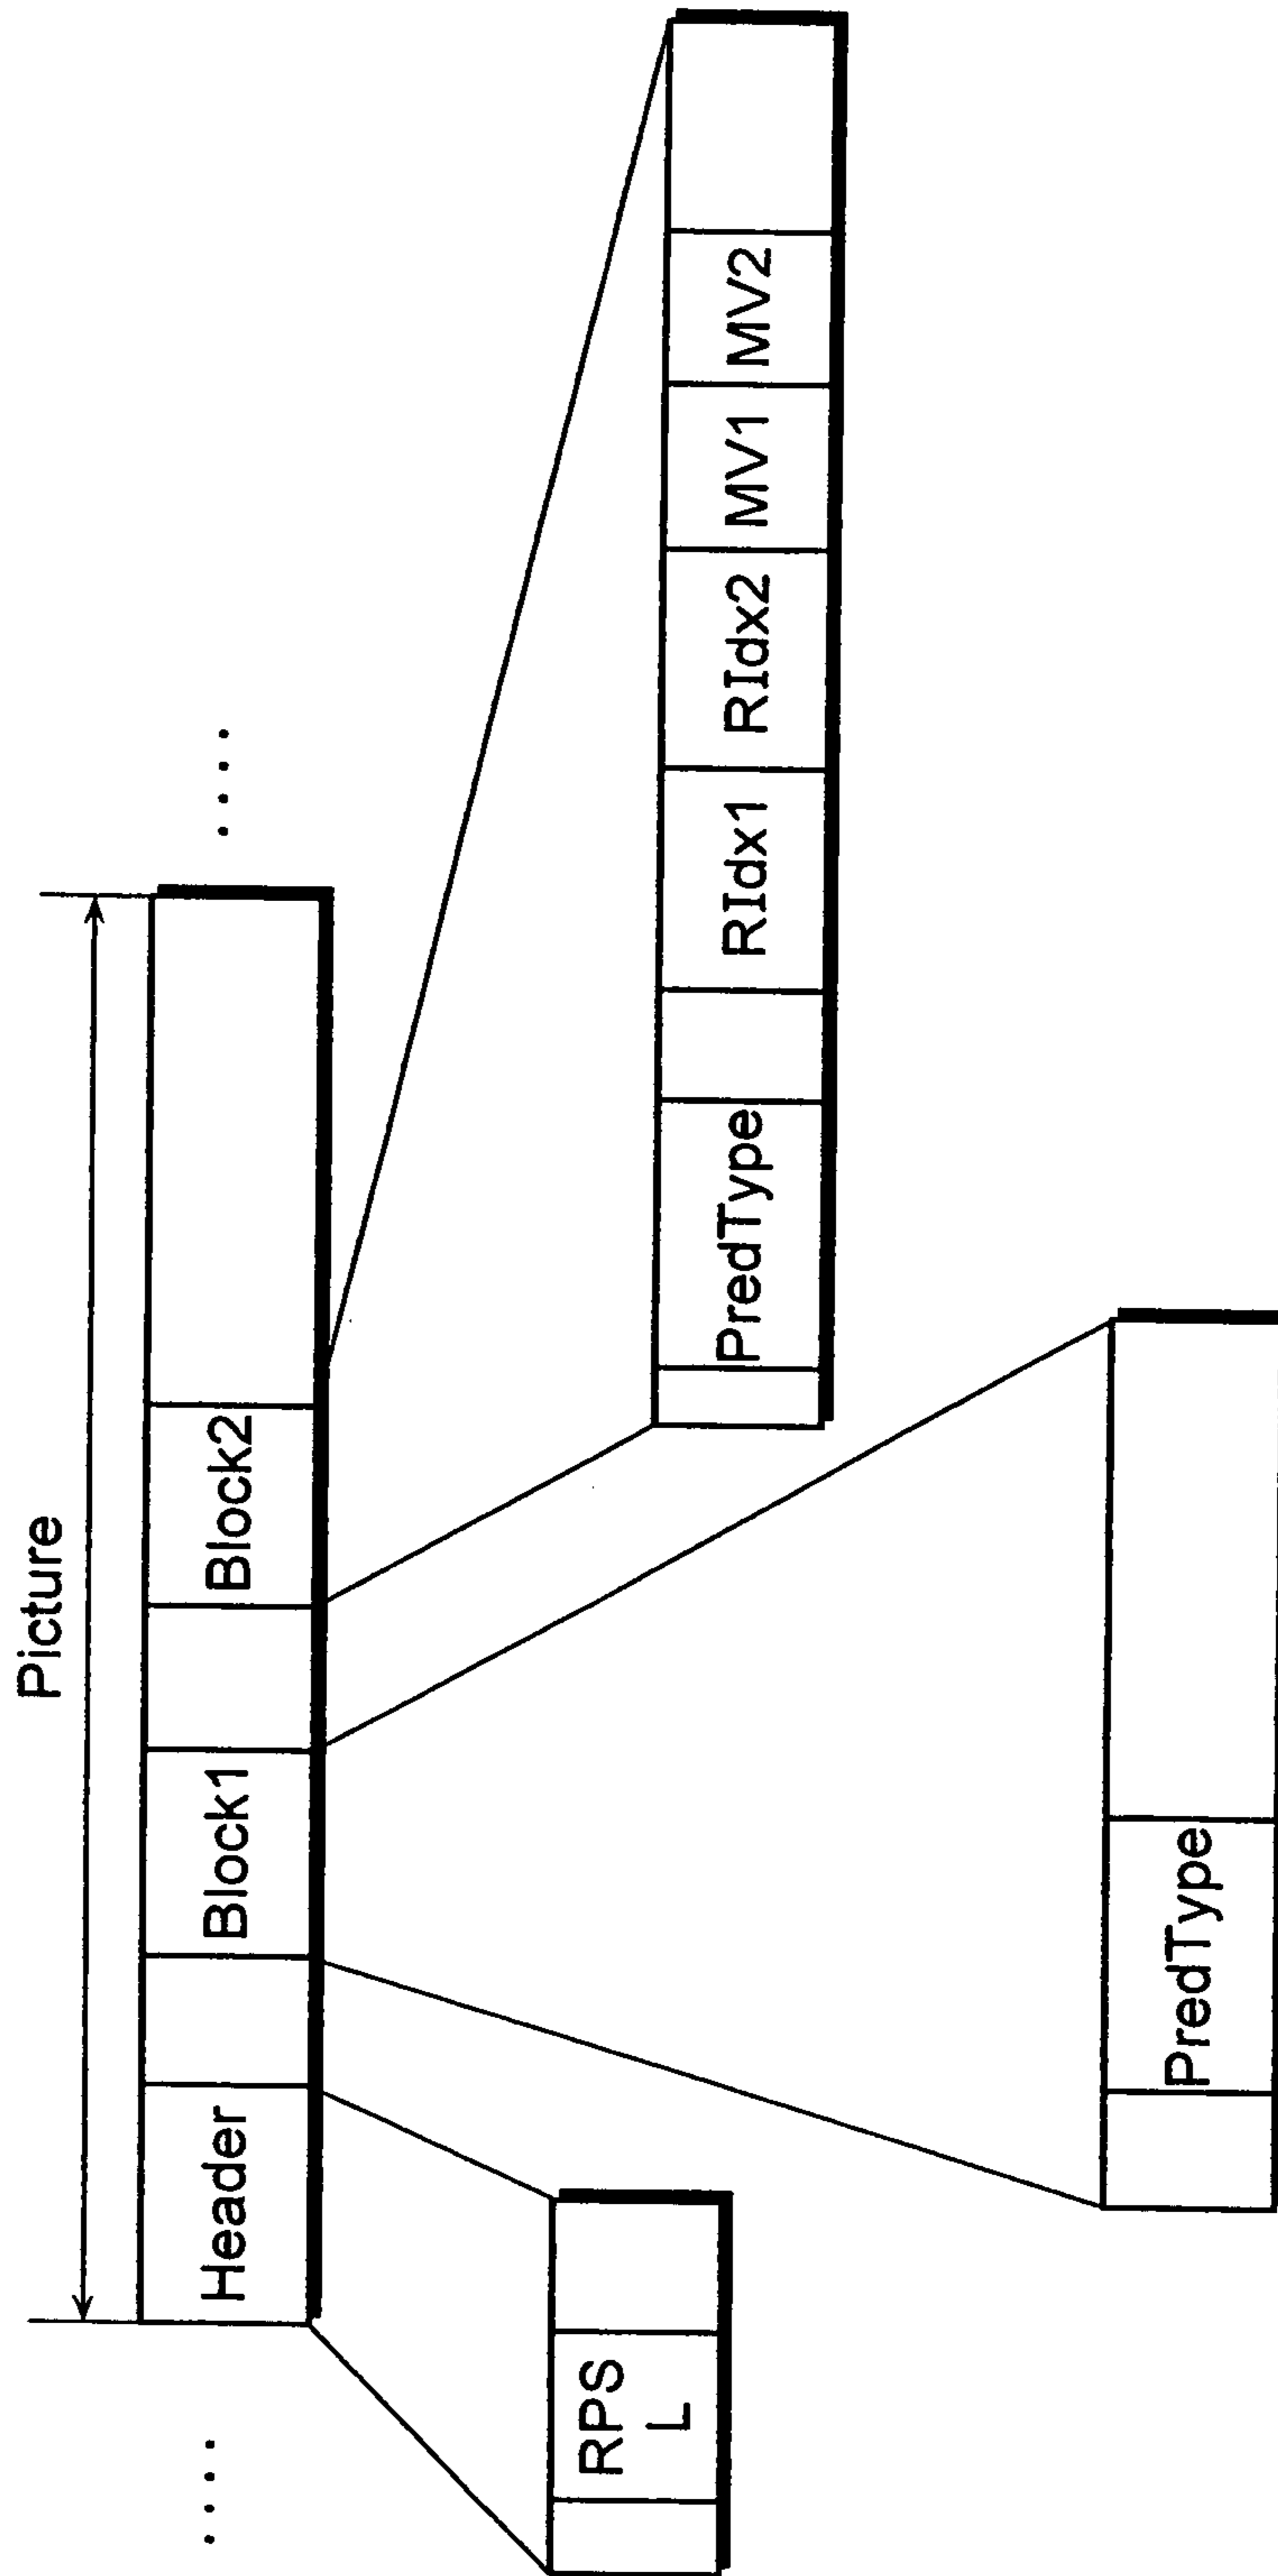 Picture
....
Header
Block1
Block2
....
RPS
L
PredType
RIdx1
RIdx2
MV1
MV2
PredType